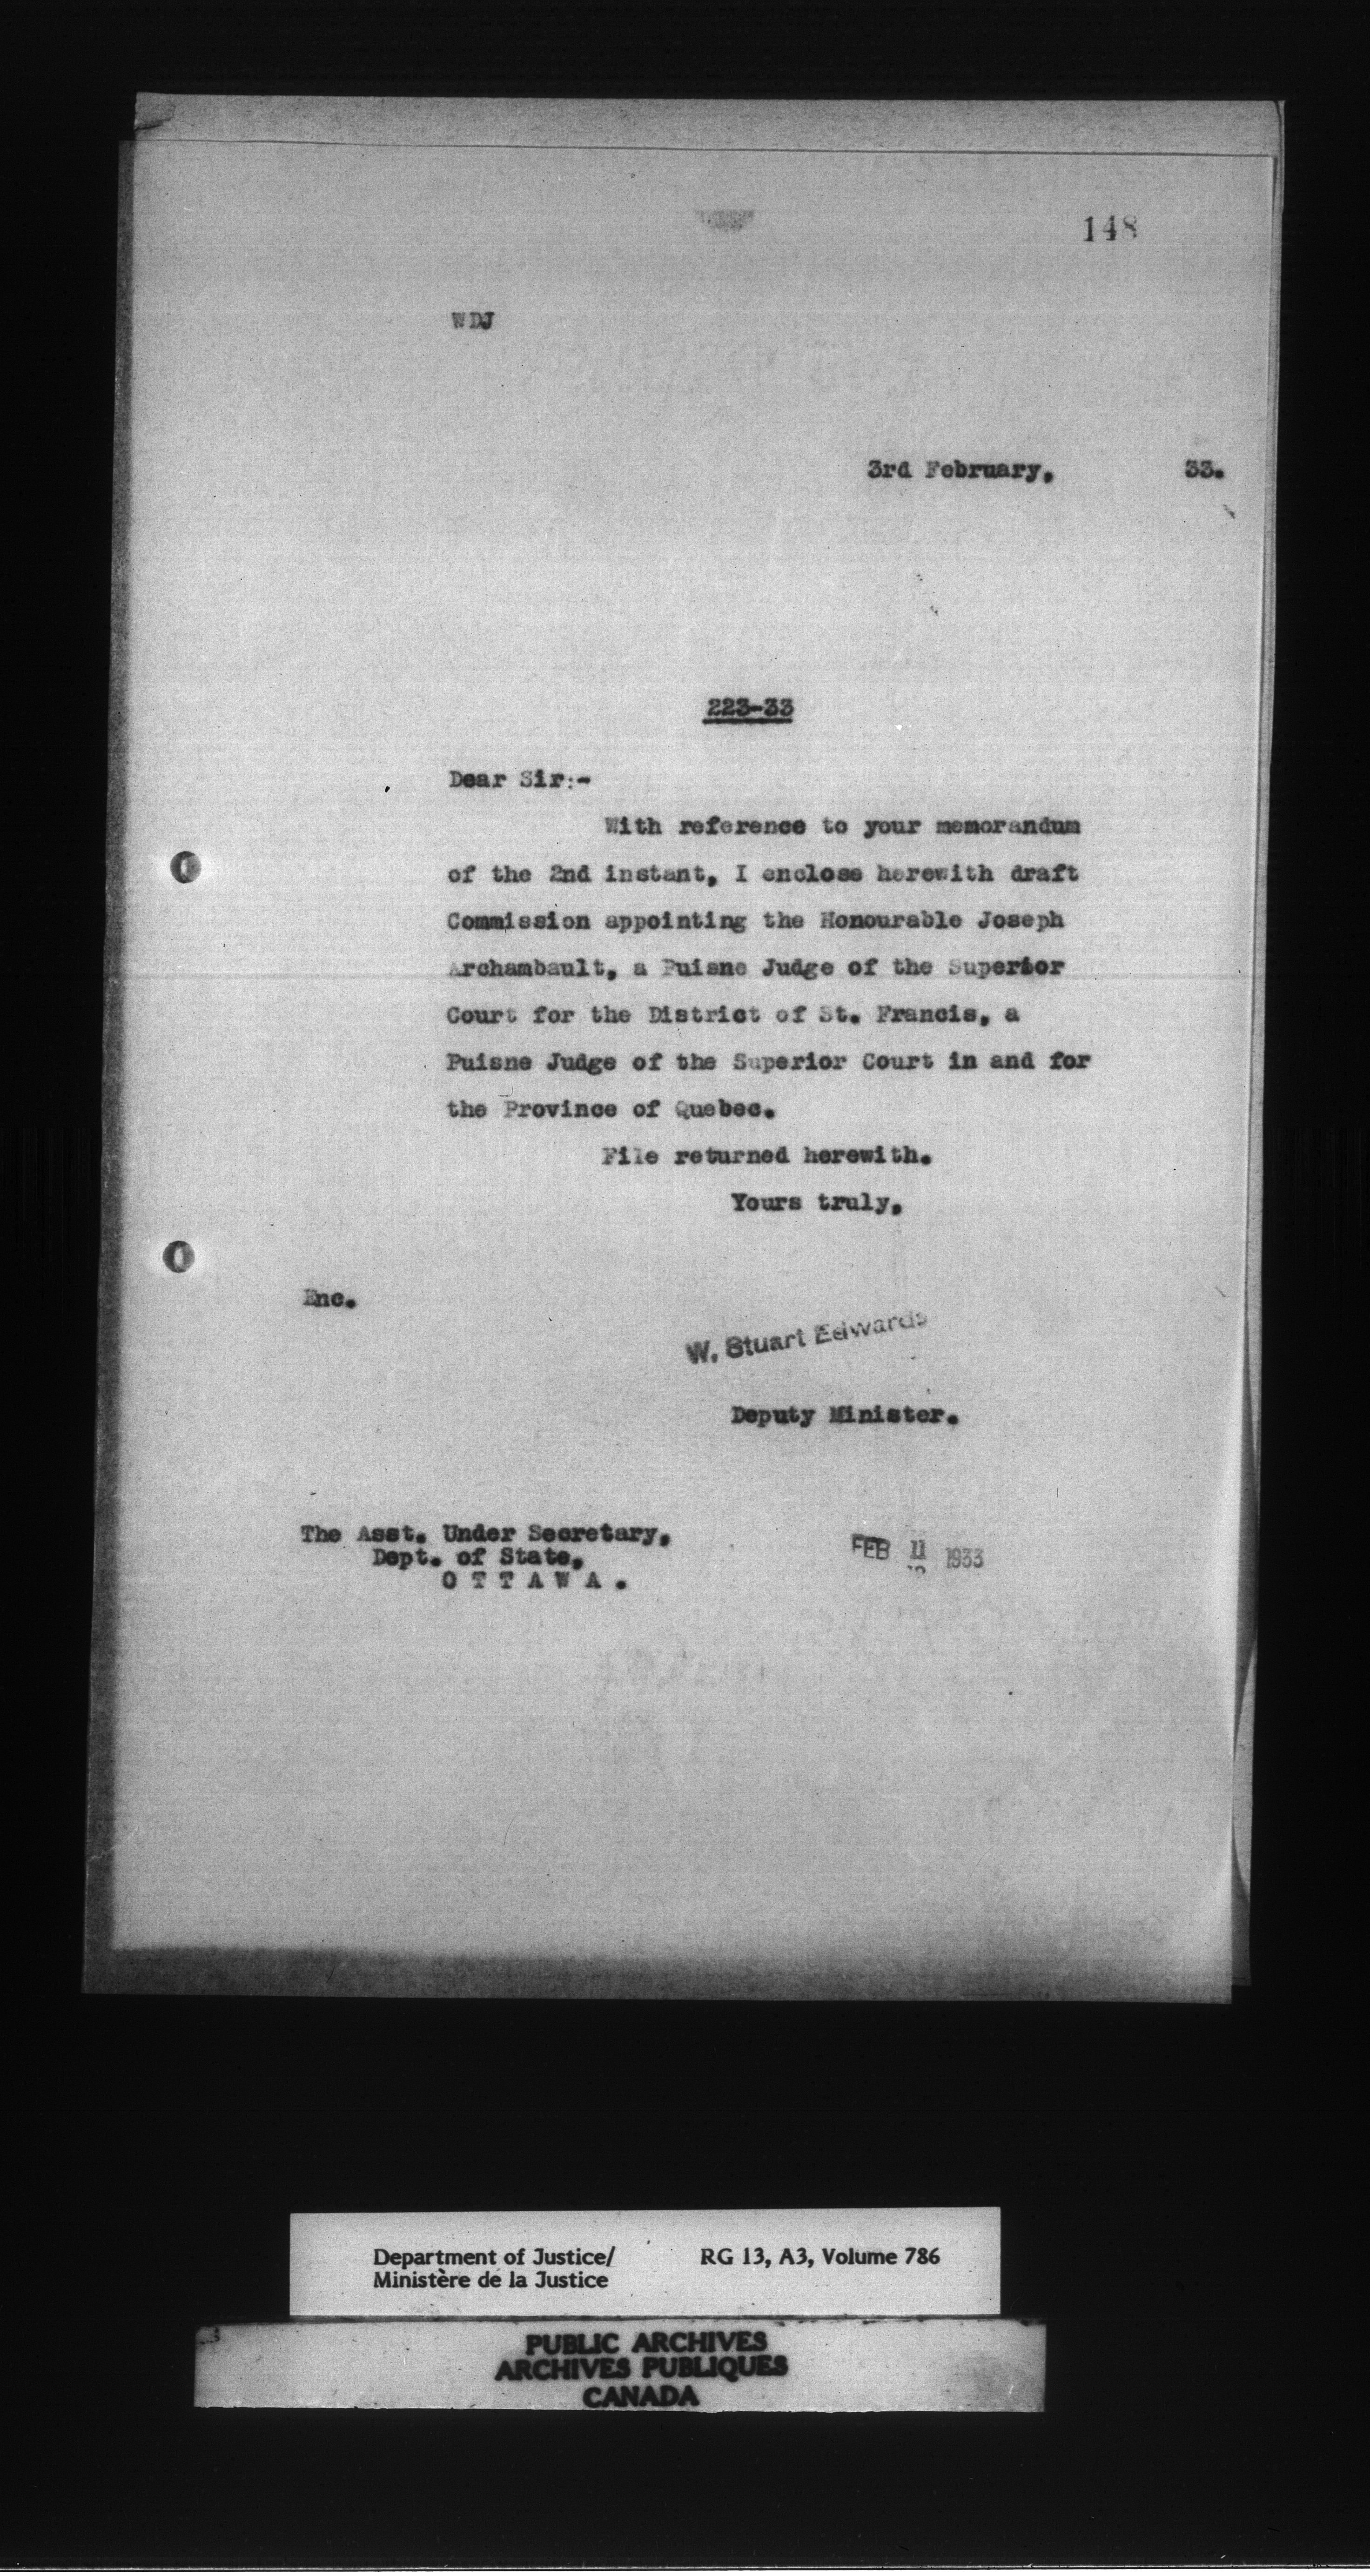 148
WDJ
3rd February, 33.
223-33
Dear Sir:-
With reference to your memorandum
of the 2nd instant, I enclose herewith draft
Commission appointing the Honourable Joseph
Archambault, a Puisne Judge of the Superior
Court for the District of St. Francis, a
Puisne Judge of the Superior Court in and for
the Province of Quebec.
File returned herewith.
Yours truly,
Enc.
W. Stuart Edwards
Deputy Minister.
The Asst. Under Secretary,
Dept. of State,
O T T A W A .
FEB 11 1933
Department of Justice/ RG 13, A3, Volume 786
Ministère de la Justice
PUBLIC ARCHIVES
ARCHIVES PUBLIQUES
CANADA